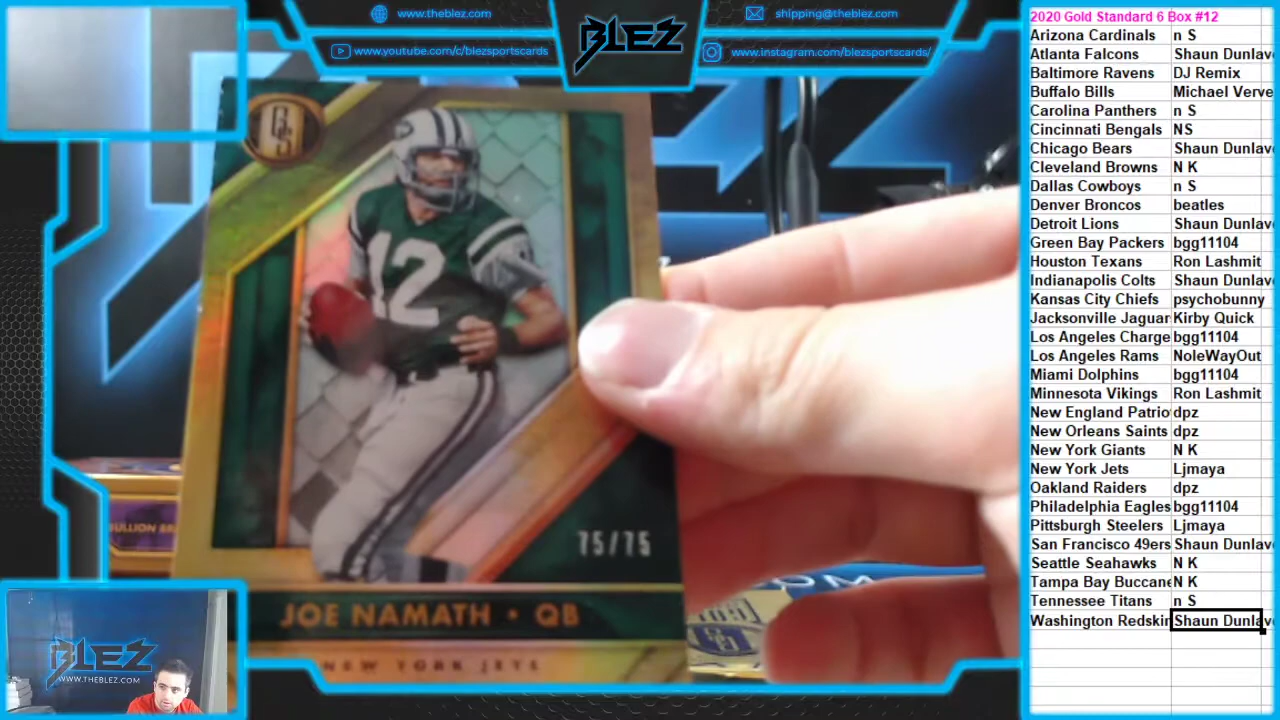 www.theblez.com
shipping@theblez.com
BLEZ
www.youtube.com/c/blezsportscards
www.instagram.com/blezsportscards/
GS
12
75/75
JOE NAMATH • QB
NEW YORK JETS
BULLION BR
BLEZ
WWW.THEBLEZ.COM
2020 Gold Standard 6 Box #12
Arizona Cardinals n S
Atlanta Falcons Shaun Dunlav
Baltimore Ravens DJ Remix
Buffalo Bills Michael Verve
Carolina Panthers n S
Cincinnati Bengals NS
Chicago Bears Shaun Dunlav
Cleveland Browns N K
Dallas Cowboys n S
Denver Broncos beatles
Detroit Lions Shaun Dunlav
Green Bay Packers bgg11104
Houston Texans Ron Lashmit
Indianapolis Colts Shaun Dunlav
Kansas City Chiefs psychobunny
Jacksonville Jaguar Kirby Quick
Los Angeles Charge bgg11104
Los Angeles Rams NoleWayOut
Miami Dolphins bgg11104
Minnesota Vikings Ron Lashmit
New England Patrio dpz
New Orleans Saints dpz
New York Giants N K
New York Jets Ljmaya
Oakland Raiders dpz
Philadelphia Eagles bgg11104
Pittsburgh Steelers Ljmaya
San Francisco 49ers Shaun Dunlav
Seattle Seahawks N K
Tampa Bay Buccane N K
Tennessee Titans n S
Washington Redskin Shaun Dunlav